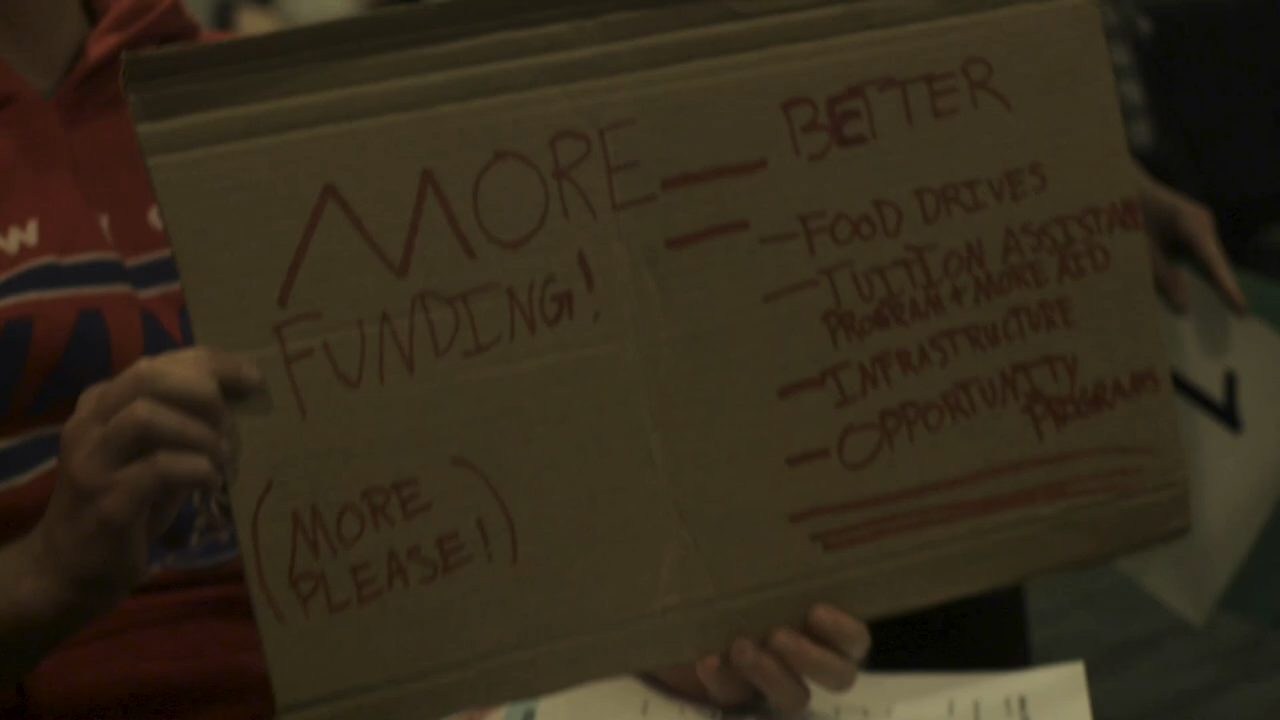 MORE
FUNDING!
(MORE
PLEASE!)
=
BETTER
- FOOD DRIVES
- TUITION ASSISTANCE
PROGRAM + MORE AID
- INFRASTRUCTURE
- OPPORTUNITY
PROGRAMS